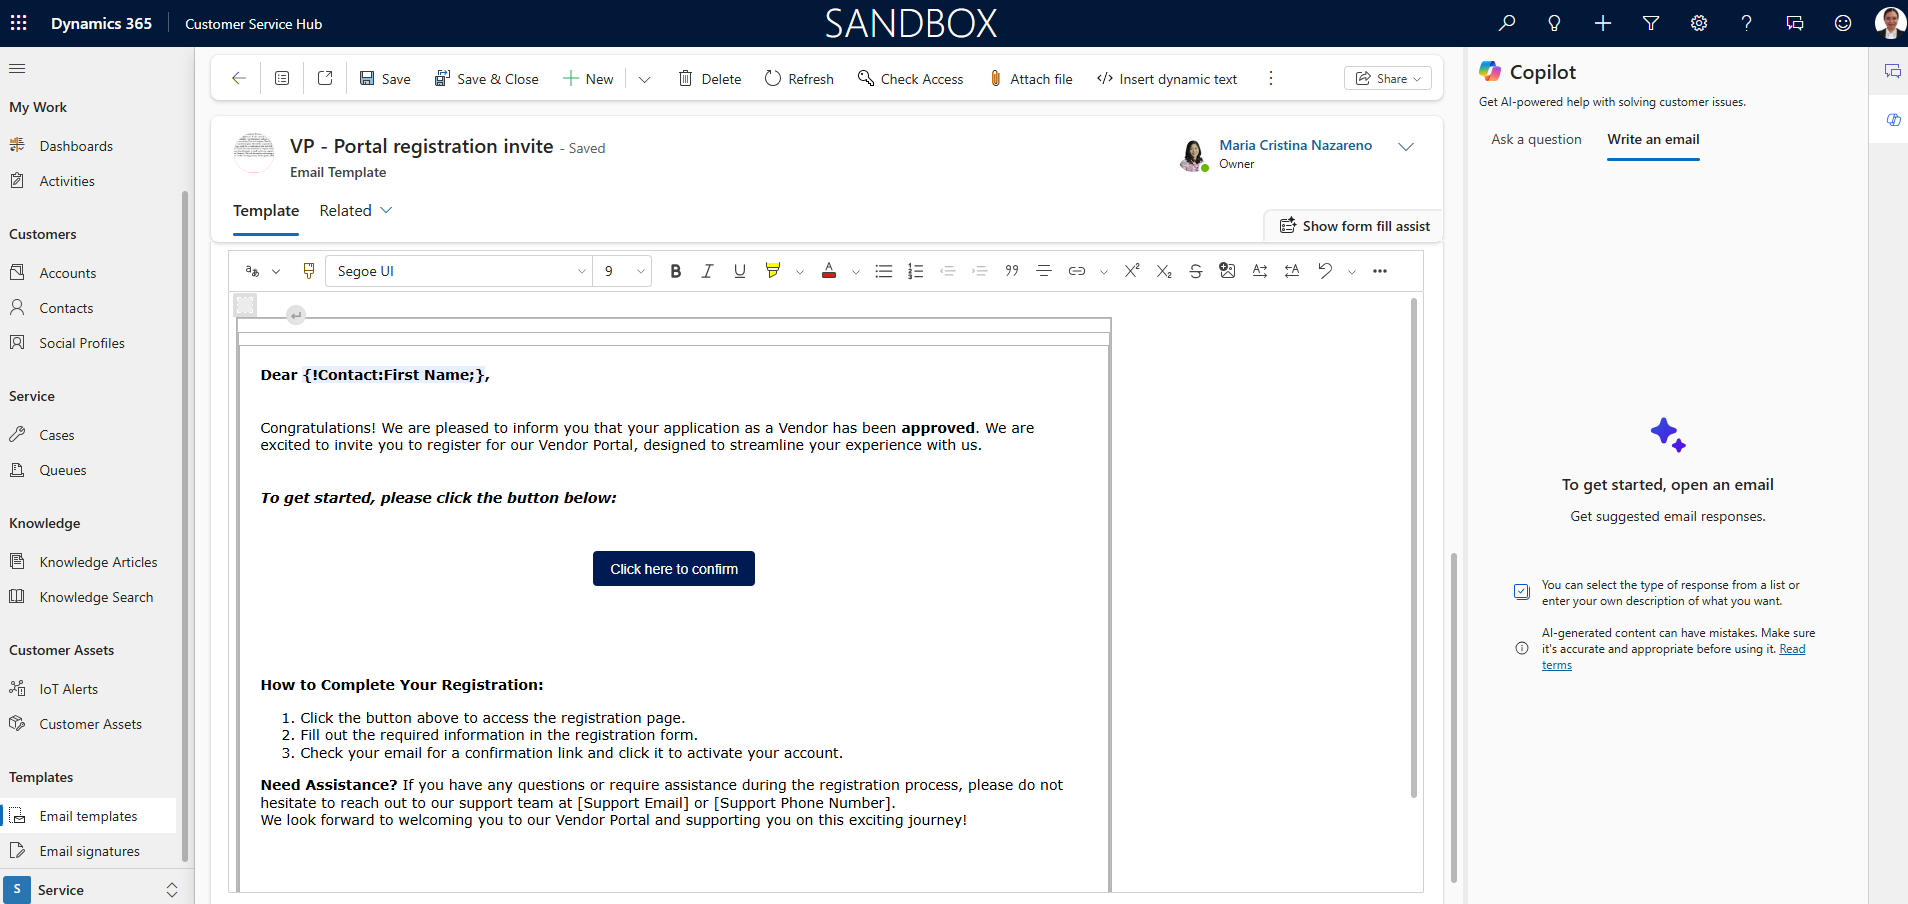 Dynamics 365
Customer Service Hub
SANDBOX
My Work
Dashboards
Activities
Customers
Accounts
Contacts
Social Profiles
Service
Cases
Queues
Knowledge
Knowledge Articles
Knowledge Search
Customer Assets
IoT Alerts
Customer Assets
Templates
Email templates
Email signatures
S Service
Save
Save & Close
New
Delete
Refresh
Check Access
Attach file
Insert dynamic text
Share
VP - Portal registration invite - Saved
Email Template
Maria Cristina Nazareno
Owner
Template
Related
Show form fill assist
Segoe UI
9
Dear {!Contact:First Name;},
Congratulations! We are pleased to inform you that your application as a Vendor has been approved. We are
excited to invite you to register for our Vendor Portal, designed to streamline your experience with us.
To get started, please click the button below:
Click here to confirm
How to Complete Your Registration:
1. Click the button above to access the registration page.
2. Fill out the required information in the registration form.
3. Check your email for a confirmation link and click it to activate your account.
Need Assistance? If you have any questions or require assistance during the registration process, please do not
hesitate to reach out to our support team at [Support Email] or [Support Phone Number].
We look forward to welcoming you to our Vendor Portal and supporting you on this exciting journey!
Copilot
Get AI-powered help with solving customer issues.
Ask a question
Write an email
To get started, open an email
Get suggested email responses.
You can select the type of response from a list or
enter your own description of what you want.
AI-generated content can have mistakes. Make sure
it's accurate and appropriate before using it. Read
terms